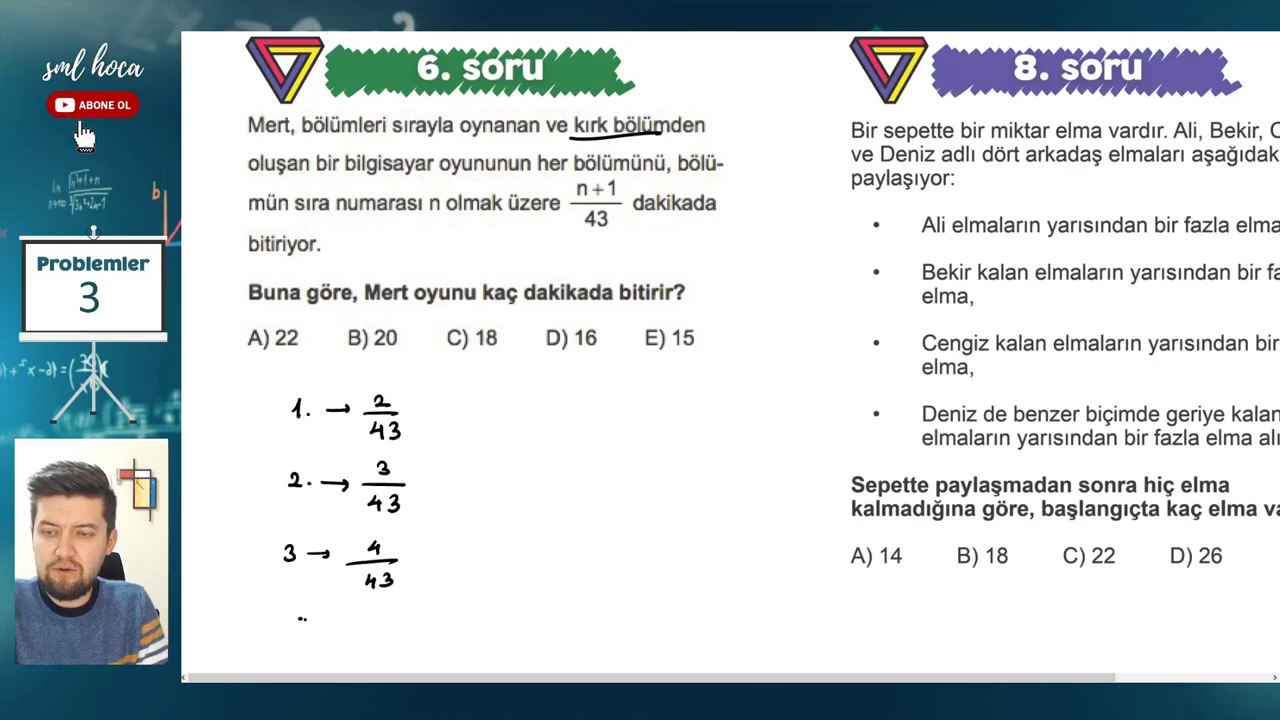 sml hoca
ABONE OL
Problemler
3
6. soru
Mert, bölümleri sırayla oynanan ve kırk bölümden
oluşan bir bilgisayar oyununun her bölümünü, bölü-
mün sıra numarası n olmak üzere n+1/43 dakikada
bitiriyor.
Buna göre, Mert oyunu kaç dakikada bitirir?
A) 22 B) 20 C) 18 D) 16 E) 15
1. → 2/43
2. → 3/43
3 → 4/43
..
8. soru
Bir sepette bir miktar elma vardır. Ali, Bekir, C
ve Deniz adlı dört arkadaş elmaları aşağıdak
paylaşıyor:
• Ali elmaların yarısından bir fazla elma
• Bekir kalan elmaların yarısından bir fa
elma,
• Cengiz kalan elmaların yarısından bir
elma,
• Deniz de benzer biçimde geriye kalan
elmaların yarısından bir fazla elma alı
Sepette paylaşmadan sonra hiç elma
kalmadığına göre, başlangıçta kaç elma va
A) 14 B) 18 C) 22 D) 26